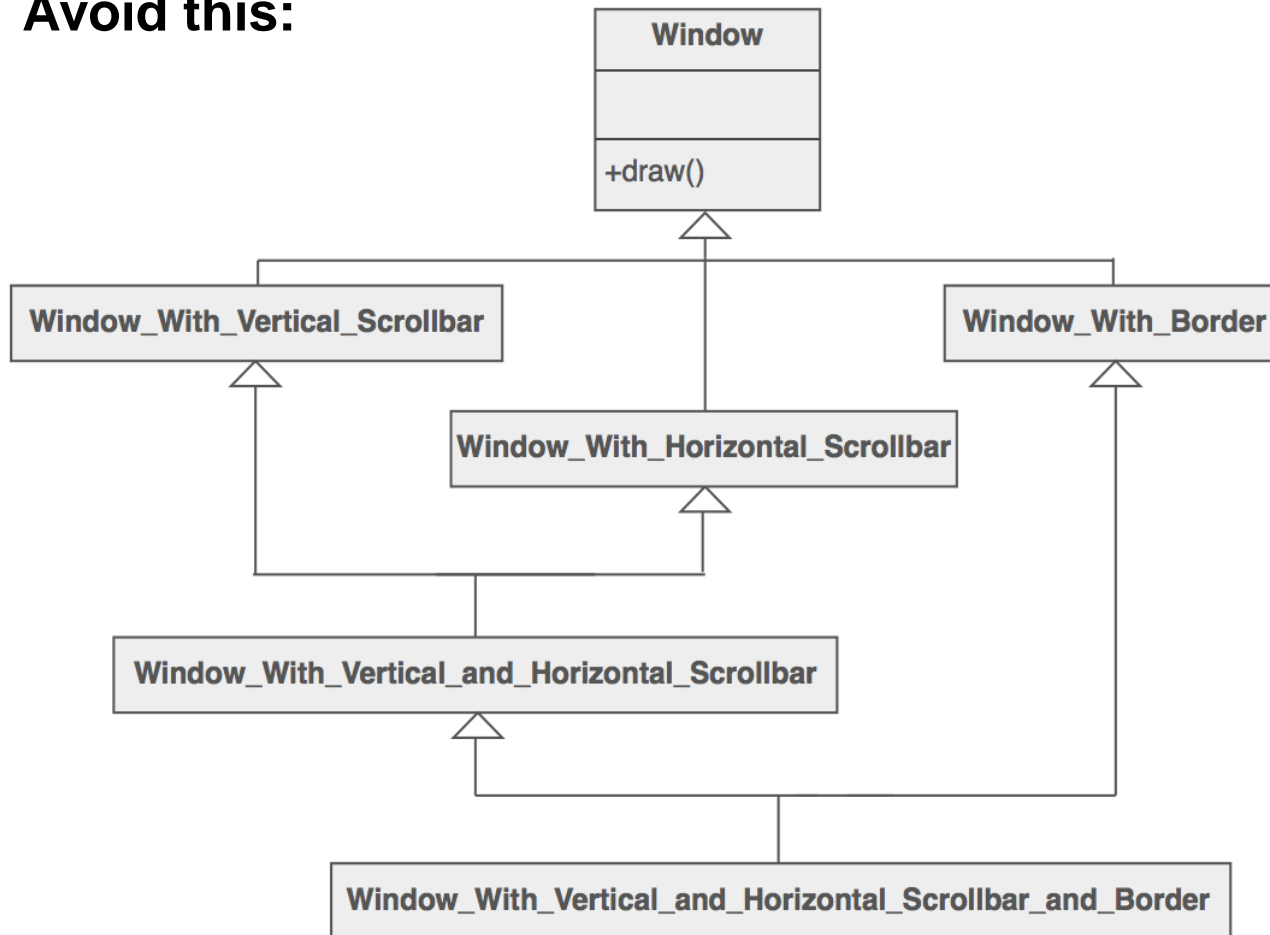 Avoid this:
Window
+draw()
Window_With_Vertical_Scrollbar
Window_With_Border
Window_With_Horizontal_Scrollbar
Window_With_Vertical_and_Horizontal_Scrollbar
Window_With_Vertical_and_Horizontal_Scrollbar_and_Border